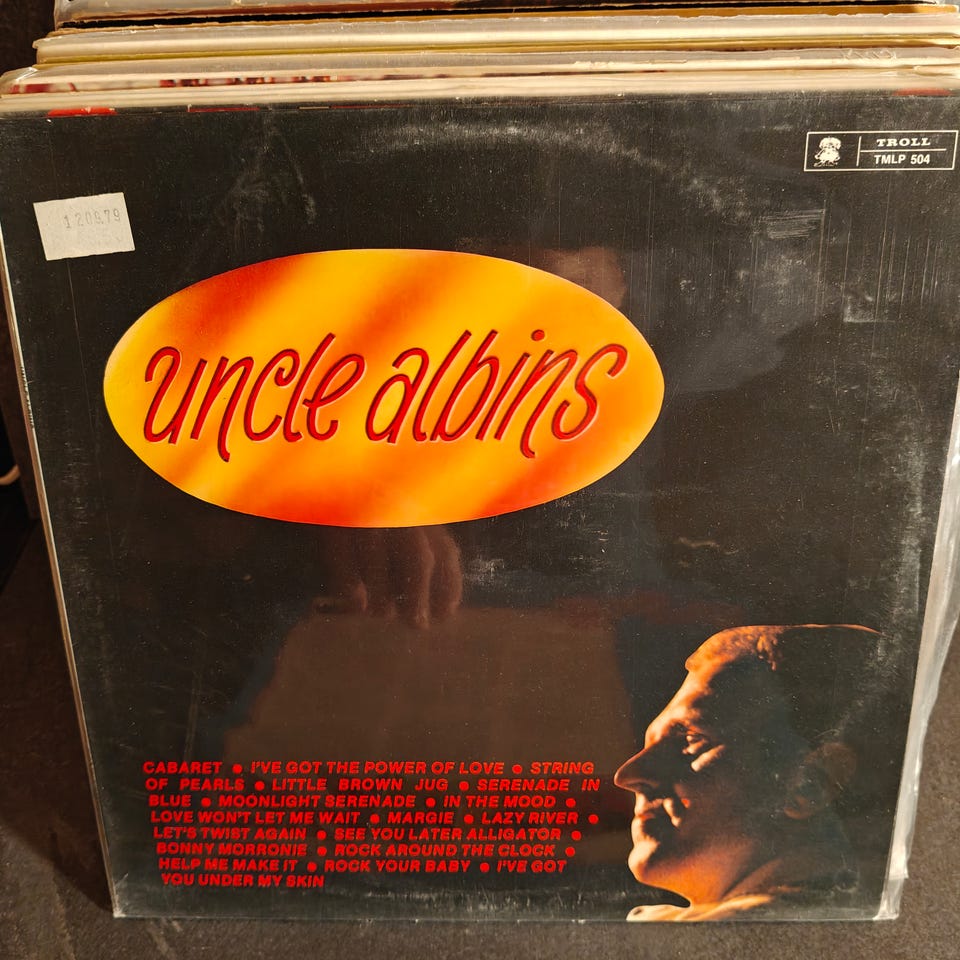 TROLL
TMLP 504
120879
uncle albins
CABARET ● I'VE GOT THE POWER OF LOVE ● STRING
OF PEARLS ● LITTLE BROWN JUG ● SERENADE IN
BLUE ● MOONLIGHT SERENADE ● IN THE MOOD ●
LOVE WON'T LET ME WAIT ● MARGIE ● LAZY RIVER ●
LET'S TWIST AGAIN ● SEE YOU LATER ALLIGATOR ●
BONNY MORRONIE ● ROCK AROUND THE CLOCK ●
HELP ME MAKE IT ● ROCK YOUR BABY ● I'VE GOT
YOU UNDER MY SKIN